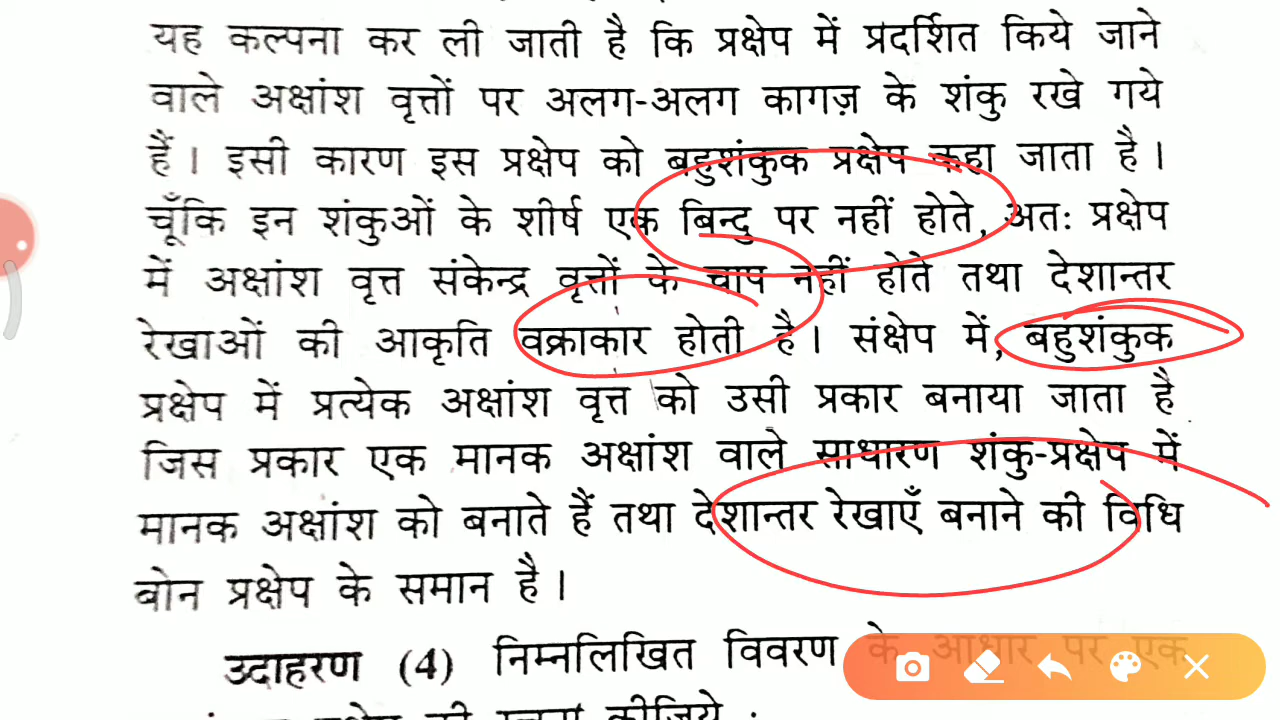 यह कल्पना कर ली जाती है कि प्रक्षेप में प्रदर्शित किये जाने
वाले अक्षांश वृत्तों पर अलग-अलग कागज़ के शंकु रखे गये
हैं। इसी कारण इस प्रक्षेप को बहुशंकुक प्रक्षेप कहा जाता है।
चूँकि इन शंकुओं के शीर्ष एक बिन्दु पर नहीं होते, अतः प्रक्षेप
में अक्षांश वृत्त संकेन्द्र वृत्तों के चाप नहीं होते तथा देशान्तर
रेखाओं की आकृति वक्राकार होती है। संक्षेप में, बहुशंकुक
प्रक्षेप में प्रत्येक अक्षांश वृत्त को उसी प्रकार बनाया जाता है
जिस प्रकार एक मानक अक्षांश वाले साधारण शंकु-प्रक्षेप में
मानक अक्षांश को बनाते हैं तथा देशान्तर रेखाएँ बनाने की विधि
बोन प्रक्षेप के समान है।
उदाहरण (4) निम्नलिखित विवरण के आधार पर एक
कीजिये :